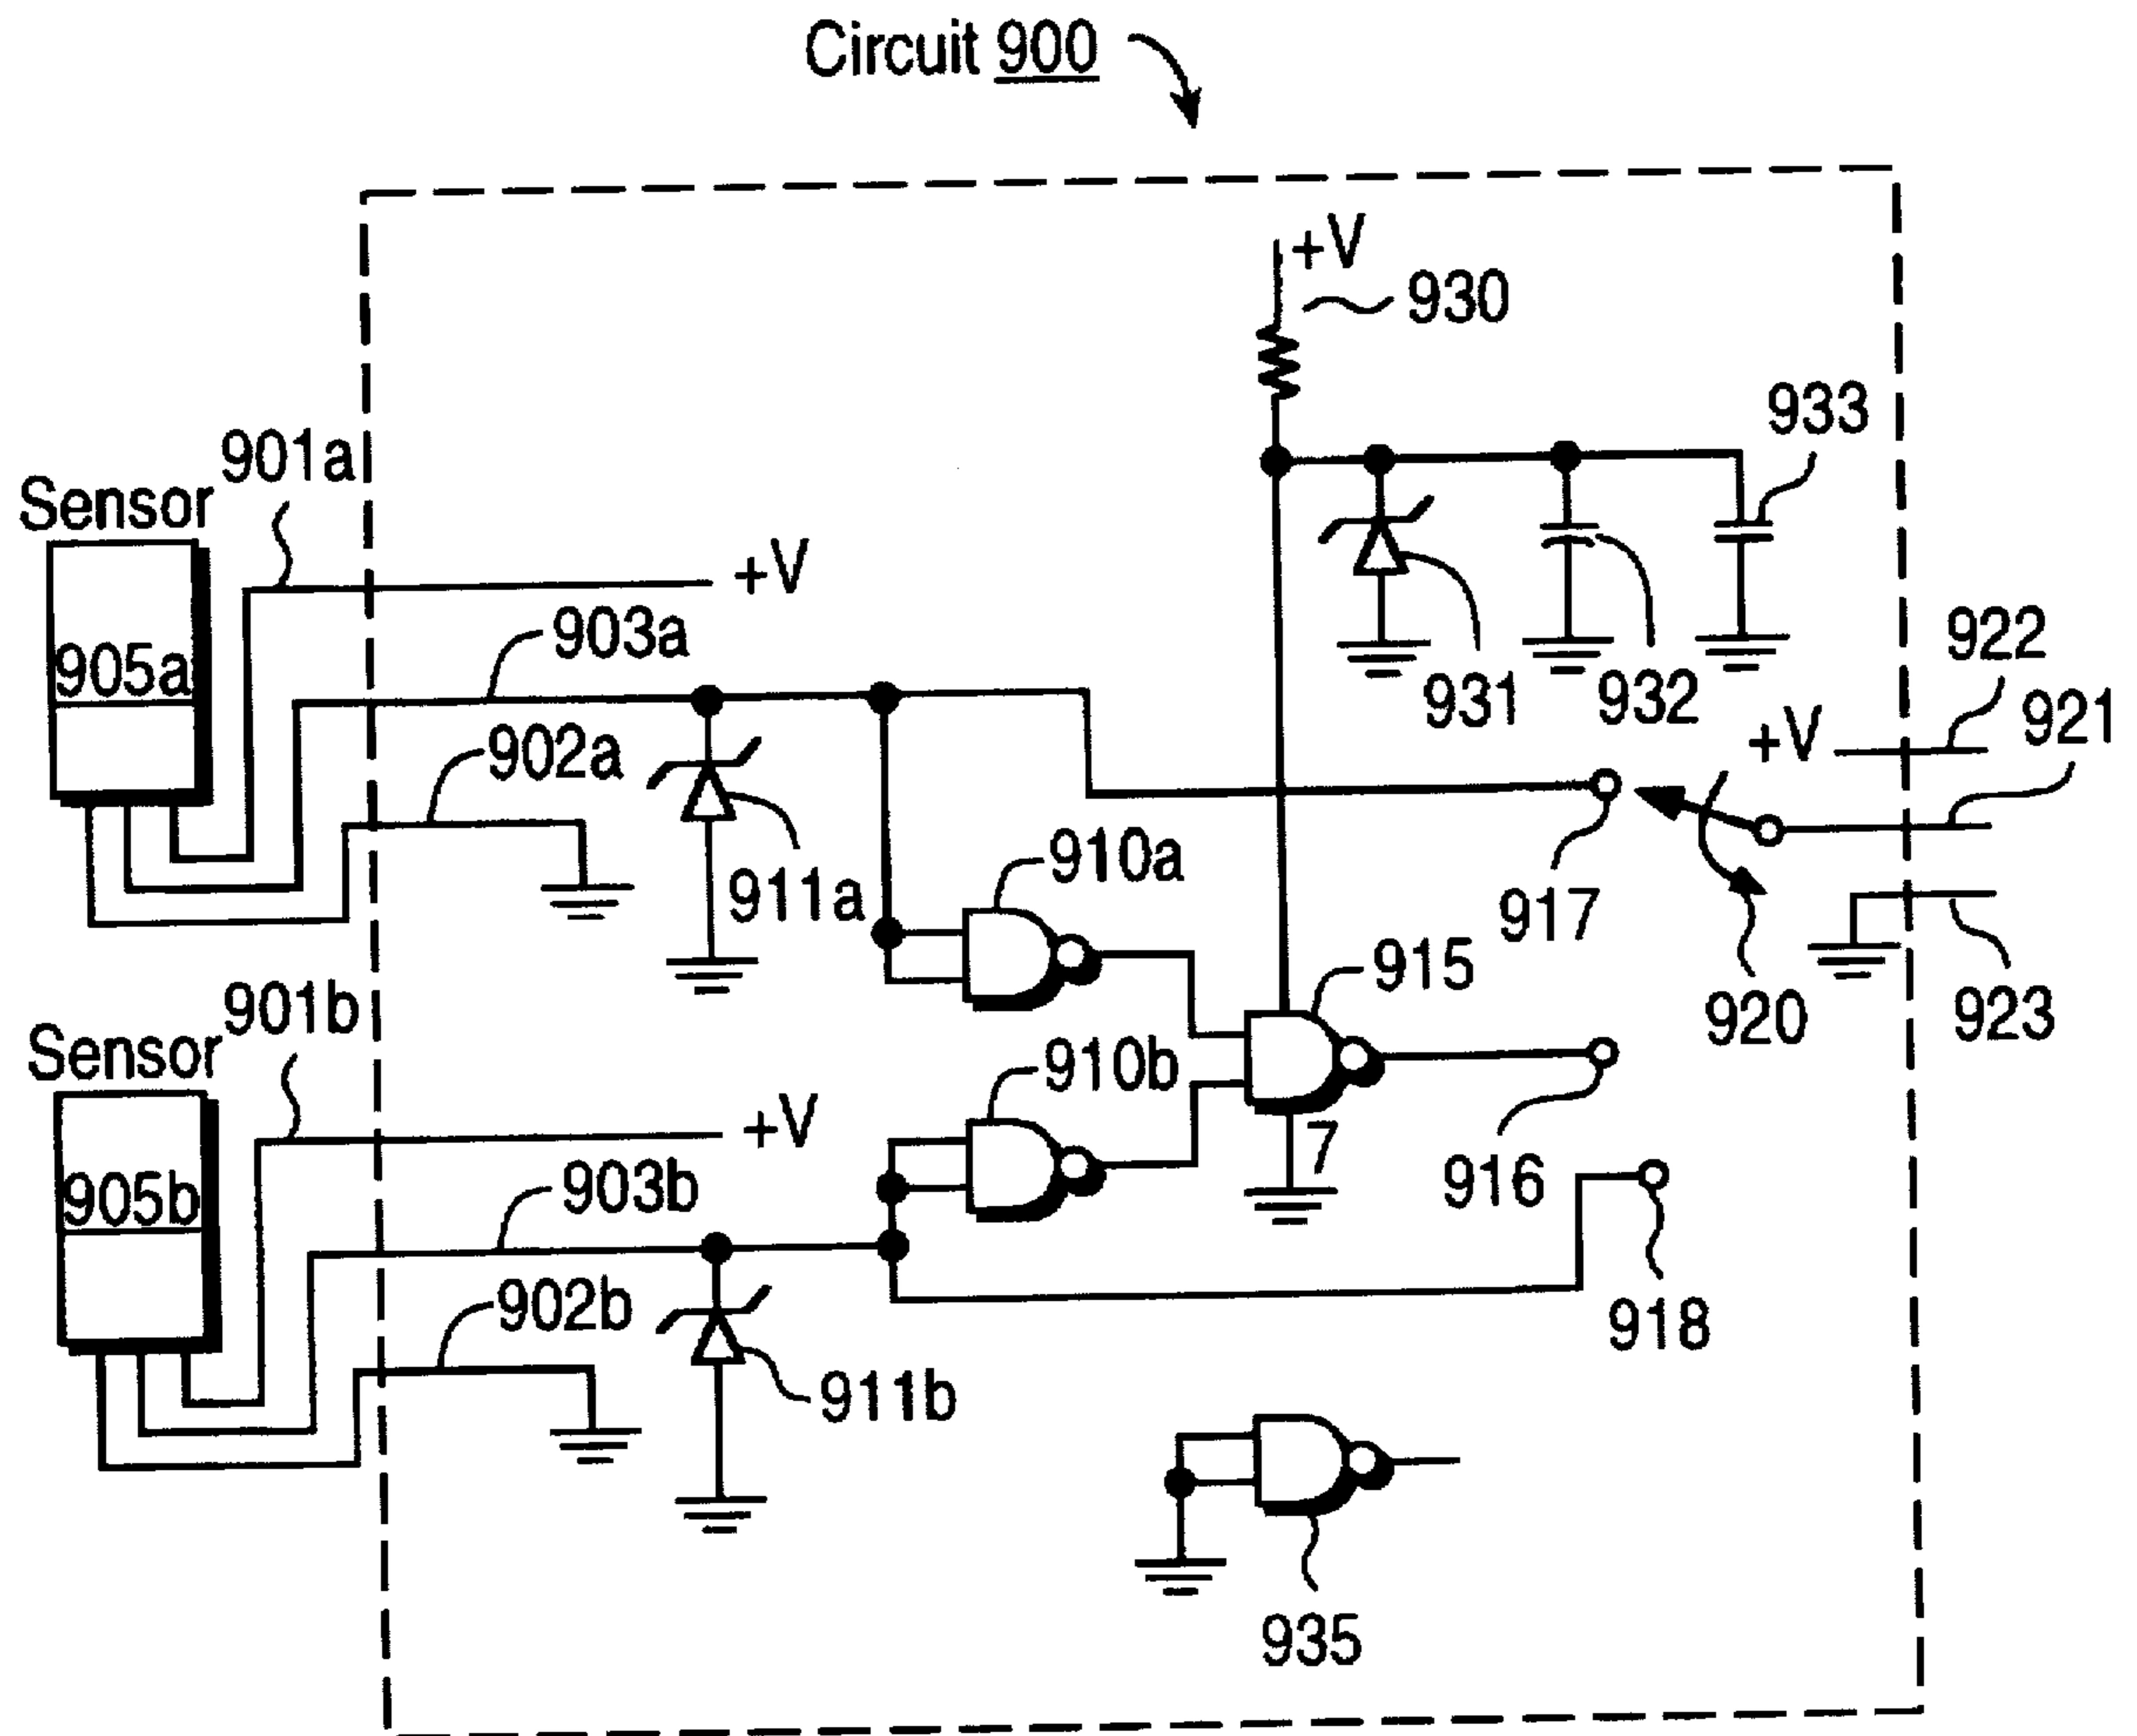 Circuit 900
+V
930
933
901a
Sensor
+V
903a
905a
922
931
932
921
902a
+V
910a
911a
917
915
901b
920
923
Sensor
910b
+V
7
916
903b
905b
902b
918
911b
935